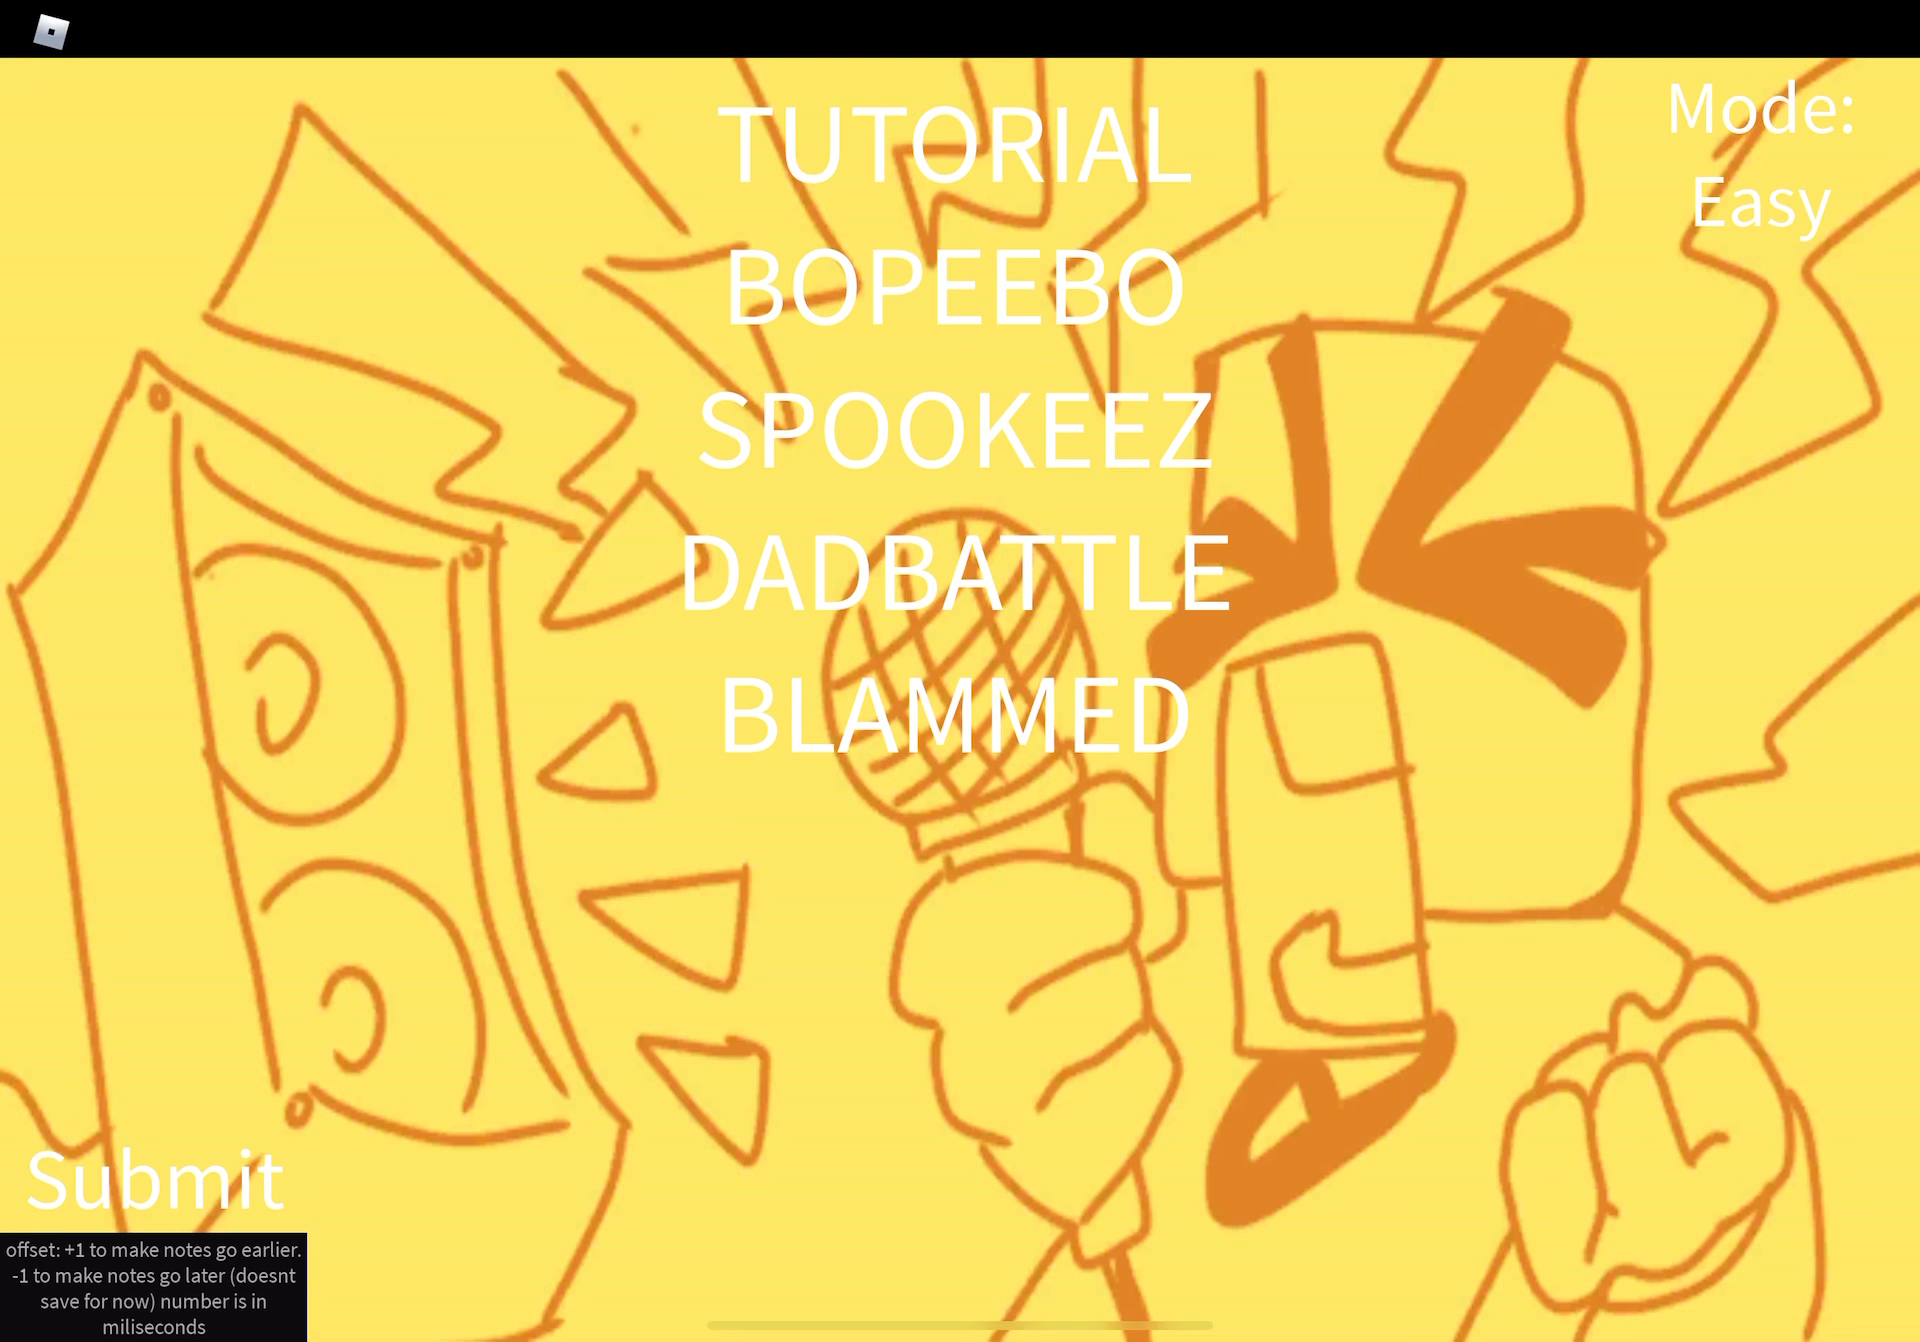 TUTORIAL
BOPEEBO
SPOOKEEZ
DADBATTLE
BLAMMED
Mode:
Easy
Submit
offset: +1 to make notes go earlier.
-1 to make notes go later (doesnt
save for now) number is in
miliseconds